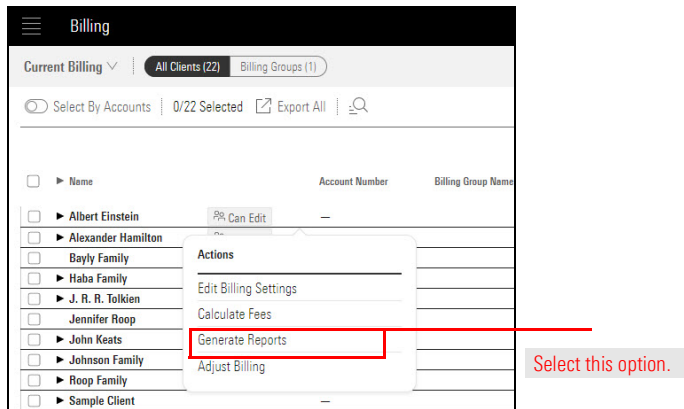 Billing
Current Billing All Clients (22) Billing Groups (1)
Select By Accounts 0/22 Selected Export All
Name Account Number Billing Group Name
Albert Einstein Can Edit —
Alexander Hamilton
Bayly Family Actions
Haba Family Edit Billing Settings
J. R. R. Tolkien
Jennifer Roop Calculate Fees
John Keats Generate Reports
Johnson Family Adjust Billing Select this option.
Roop Family
Sample Client —